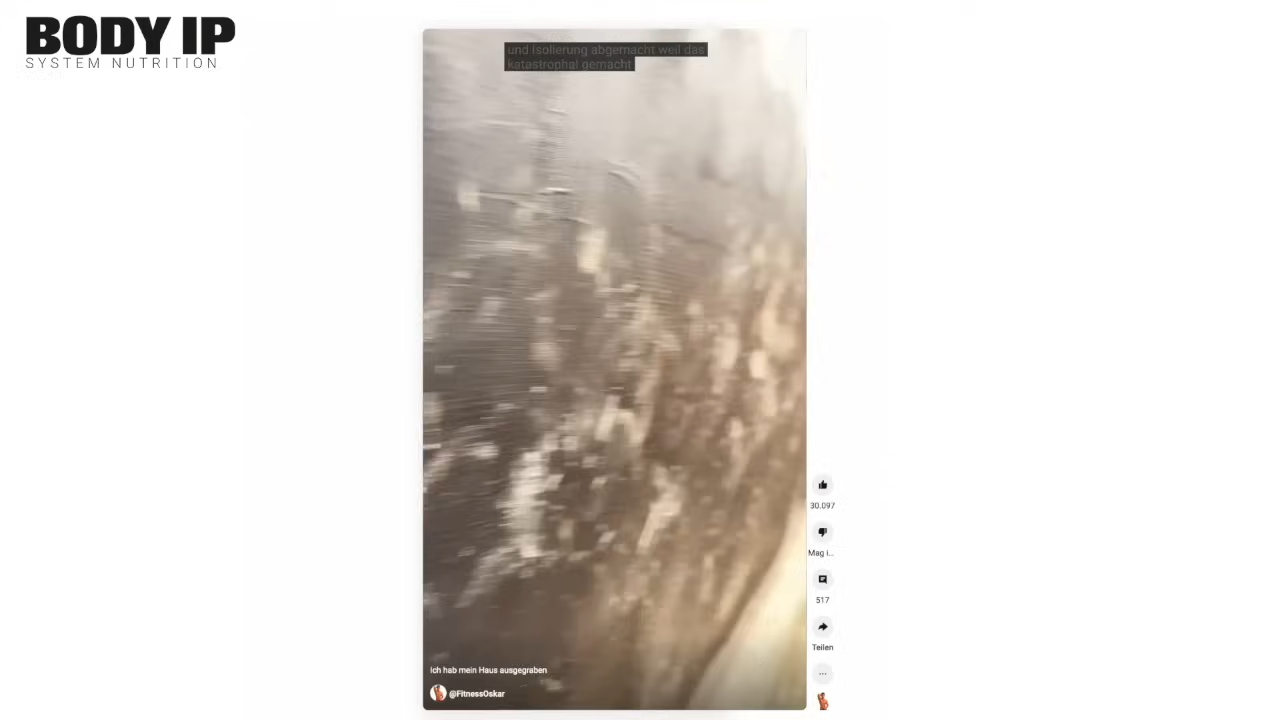 BODY IP
SYSTEM NUTRITION
und Isolierung abgemacht weil das
katastrophal gemacht
30.097
Mag i...
517
Teilen
Ich hab mein Haus ausgegraben
@FitnessOskar